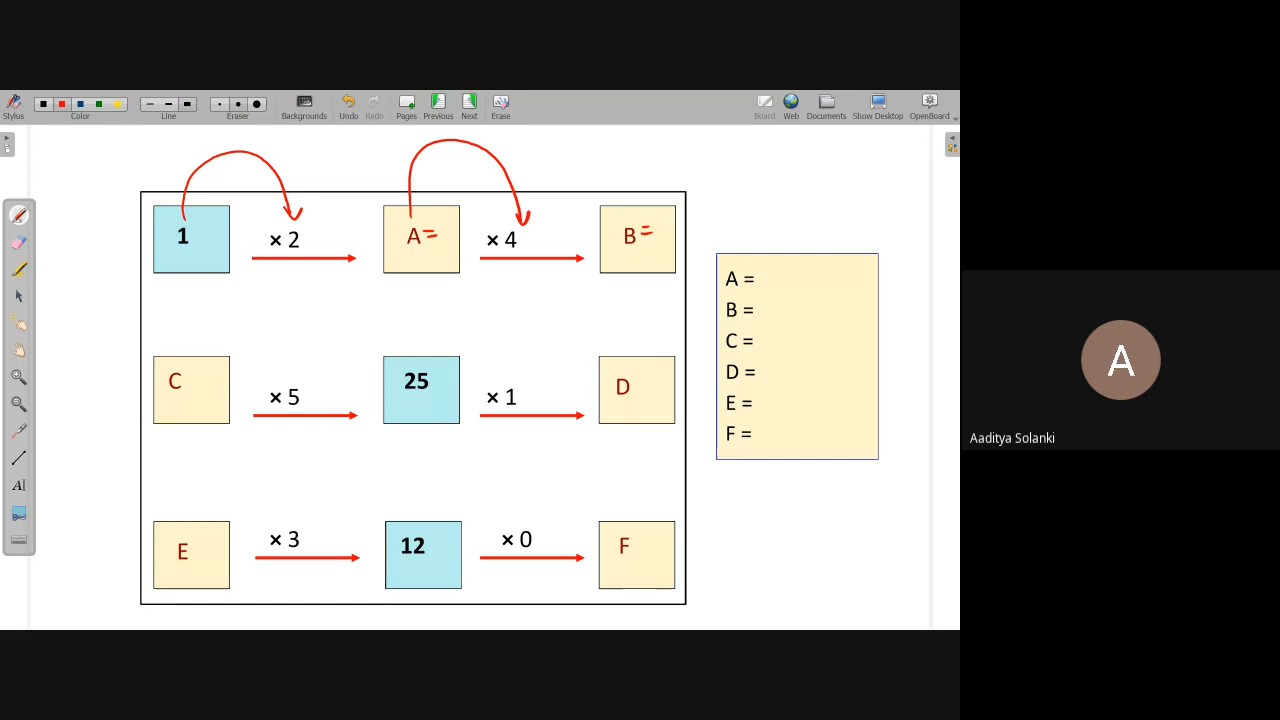 Stylus Color Line Eraser Backgrounds Undo Redo Pages Previous Next Erase Board Web Documents Show Desktop OpenBoard
1 × 2 A = × 4 B =
A =
B =
C =
D =
E =
F =
C × 5 25 × 1 D
E × 3 12 × 0 F
A
Aaditya Solanki